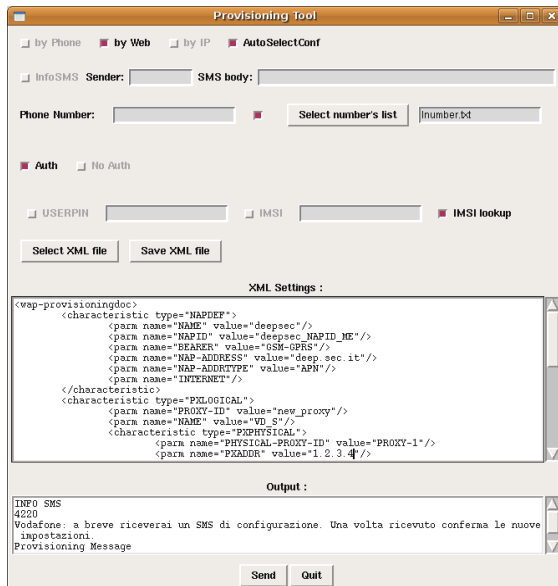 Provisioning Tool
by Phone by Web by IP AutoSelectConf
InfoSMS Sender: SMS body:
Phone Number: Select number's list lnumber.txt
Auth No Auth
USERPIN IMSI IMSI lookup
Select XML file Save XML file
XML Settings :
<wap-provisioningdoc>
<characteristic type="NAPDEF">
<parm name="NAME" value="deepsec"/>
<parm name="NAPID" value="deepsec_NAPID_ME"/>
<parm name="BEARER" value="GSM-GPRS"/>
<parm name="NAP-ADDRESS" value="deep.sec.it"/>
<parm name="NAP-ADDRTYPE" value="APN"/>
<parm name="INTERNET"/>
</characteristic>
<characteristic type="PXLOGICAL">
<parm name="PROXY-ID" value="new_proxy"/>
<parm name="NAME" value="VD_S"/>
<characteristic type="PXPHYSICAL">
<parm name="PHYSICAL-PROXY-ID" value="PROXY-1"/>
<parm name="PXADDR" value="1.2.3.4"/>
Output :
INFO SMS
4220
Vodafone: a breve riceverai un SMS di configurazione. Una volta ricevuto conferma le nuove
impostazioni.
Provisioning Message
Send Quit